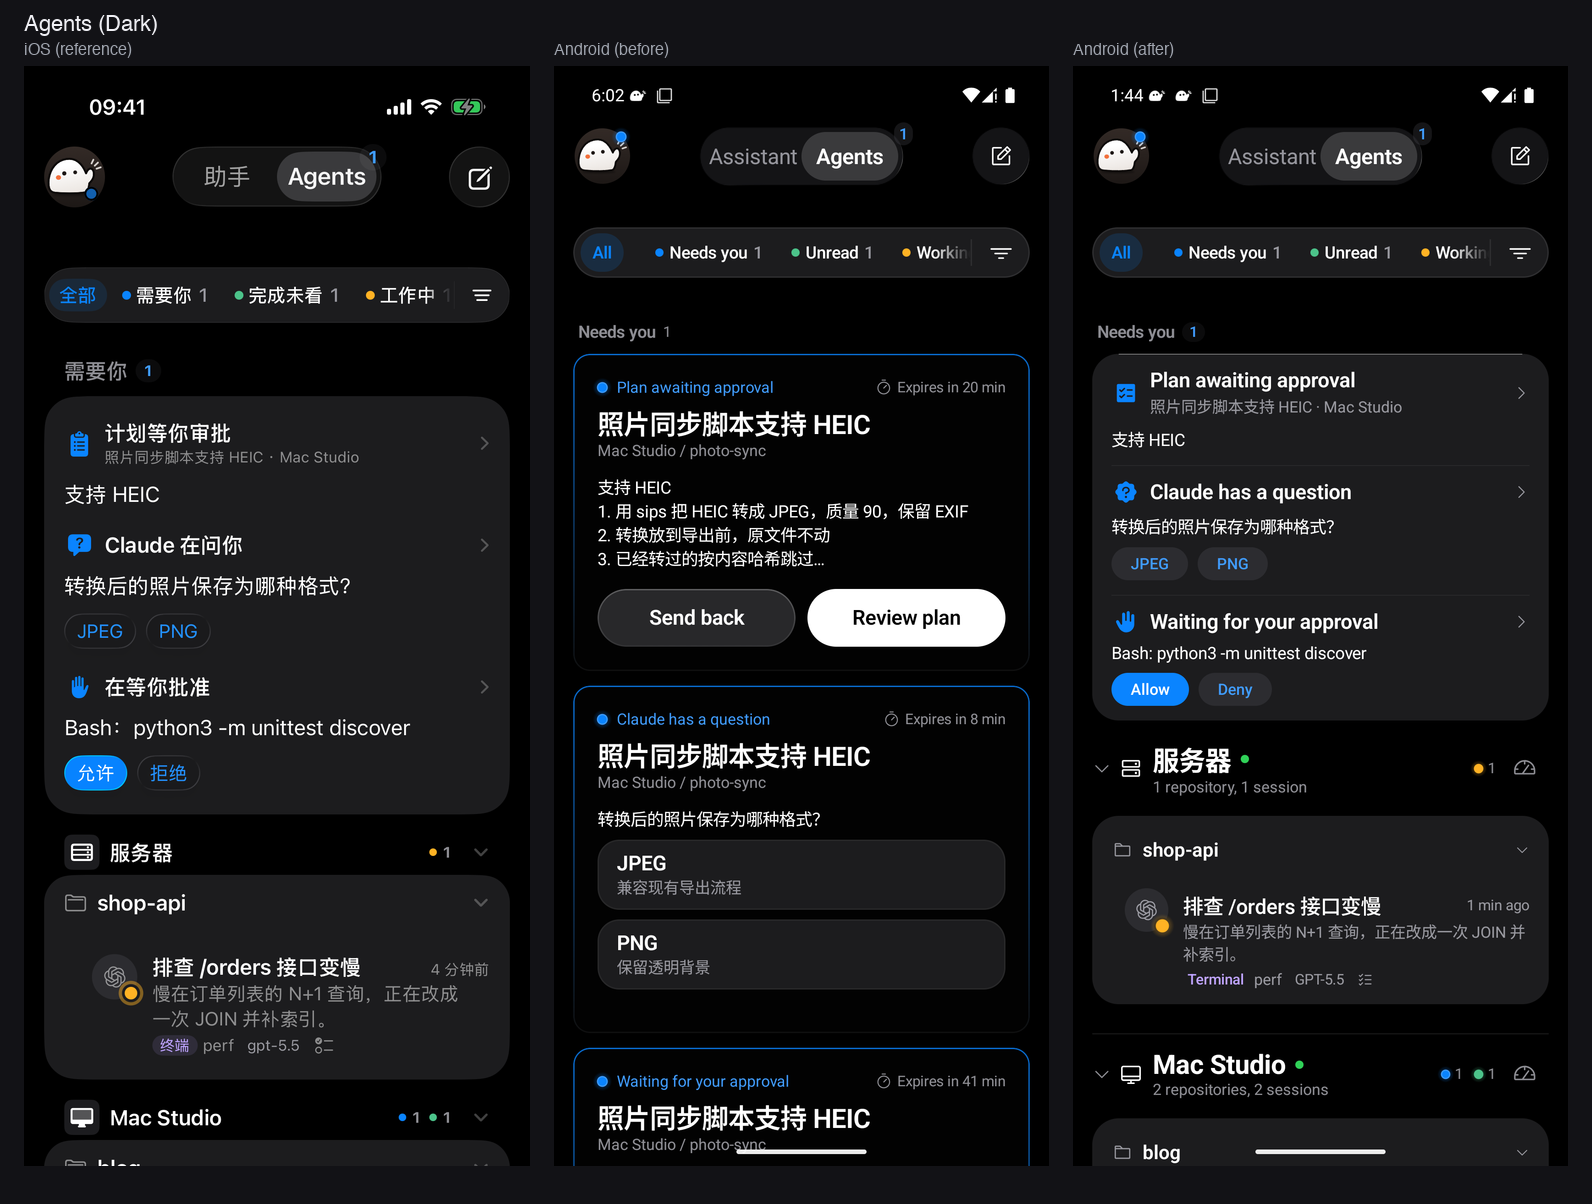 Agents (Dark)
iOS (reference)
09:41
助手
Agents
1
全部
需要你 1
完成未看 1
工作中 1
需要你 1
计划等你审批
照片同步脚本支持 HEIC · Mac Studio
支持 HEIC
Claude 在问你
转换后的照片保存为哪种格式？
JPEG
PNG
在等你批准
Bash：python3 -m unittest discover
允许
拒绝
服务器
1
shop-api
排查 /orders 接口变慢
4 分钟前
慢在订单列表的 N+1 查询，正在改成
一次 JOIN 并补索引。
终端 perf gpt-5.5
Mac Studio
1 1
blog
Android (before)
6:02
Assistant
Agents
1
All
Needs you 1
Unread 1
Workin
Needs you 1
Plan awaiting approval
Expires in 20 min
照片同步脚本支持 HEIC
Mac Studio / photo-sync
支持 HEIC
1. 用 sips 把 HEIC 转成 JPEG，质量 90，保留 EXIF
2. 转换放到导出前，原文件不动
3. 已经转过的按内容哈希跳过...
Send back
Review plan
Claude has a question
Expires in 8 min
照片同步脚本支持 HEIC
Mac Studio / photo-sync
转换后的照片保存为哪种格式？
JPEG
兼容现有导出流程
PNG
保留透明背景
Waiting for your approval
Expires in 41 min
照片同步脚本支持 HEIC
Mac Studio / photo-sync
Android (after)
1:44
Assistant
Agents
1
All
Needs you 1
Unread 1
Workin
Needs you 1
Plan awaiting approval
照片同步脚本支持 HEIC · Mac Studio
支持 HEIC
Claude has a question
转换后的照片保存为哪种格式？
JPEG
PNG
Waiting for your approval
Bash: python3 -m unittest discover
Allow
Deny
服务器
1 repository, 1 session
1
shop-api
排查 /orders 接口变慢
1 min ago
慢在订单列表的 N+1 查询，正在改成一次 JOIN 并
补索引。
Terminal perf GPT-5.5
Mac Studio
2 repositories, 2 sessions
1 1
blog